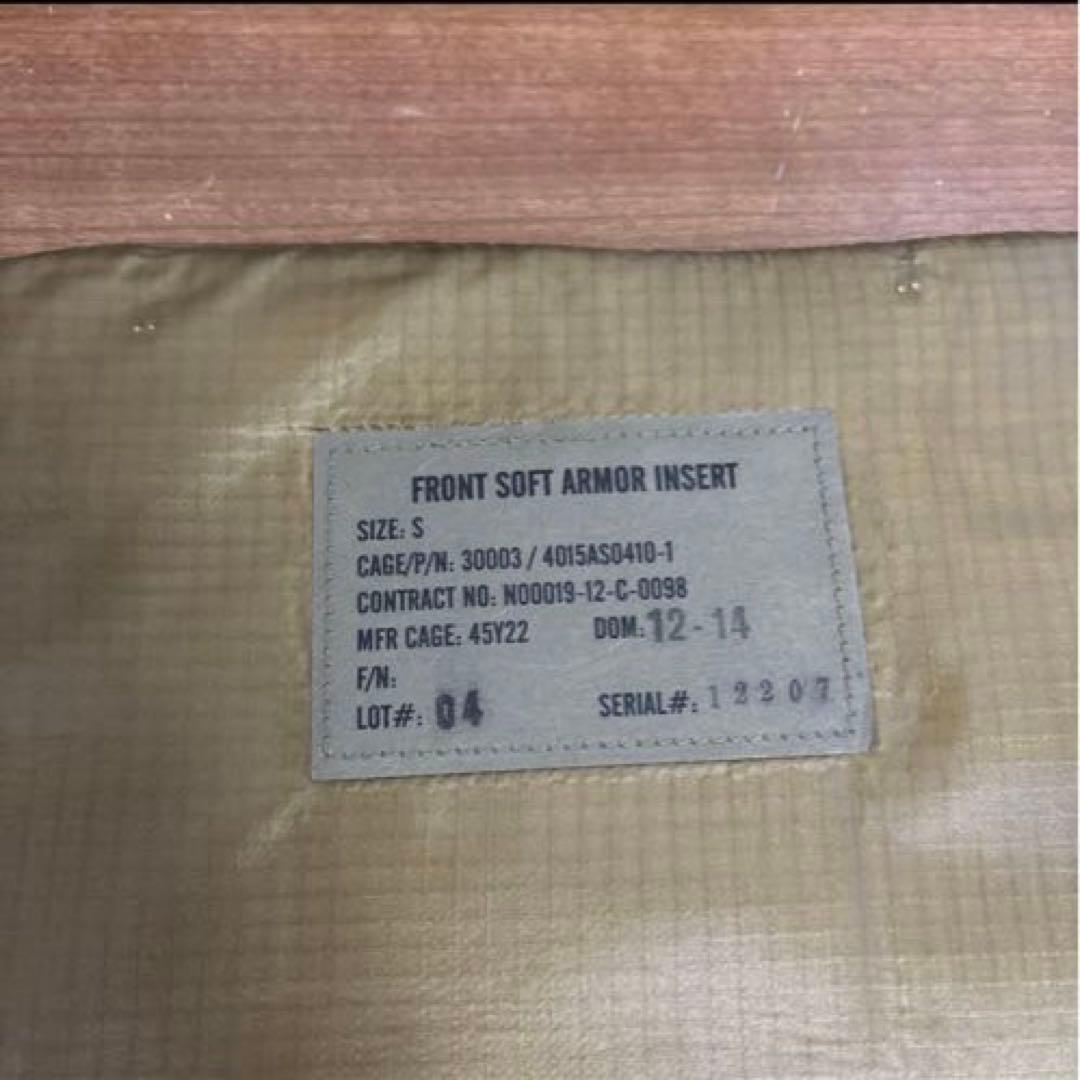 FRONT SOFT ARMOR INSERT
SIZE: S
CAGE/P/N: 30003 / 4015AS0410-1
CONTRACT NO: N00019-12-C-0098
MFR CAGE: 45Y22 DOM: 12-14
F/N:
LOT#: 04 SERIAL#: 12207